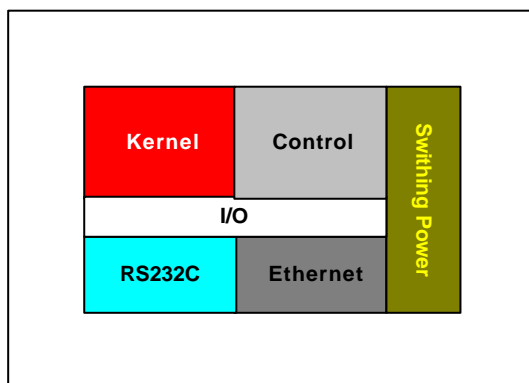 Kernel
Control
Swithing Power
I/O
RS232C
Ethernet